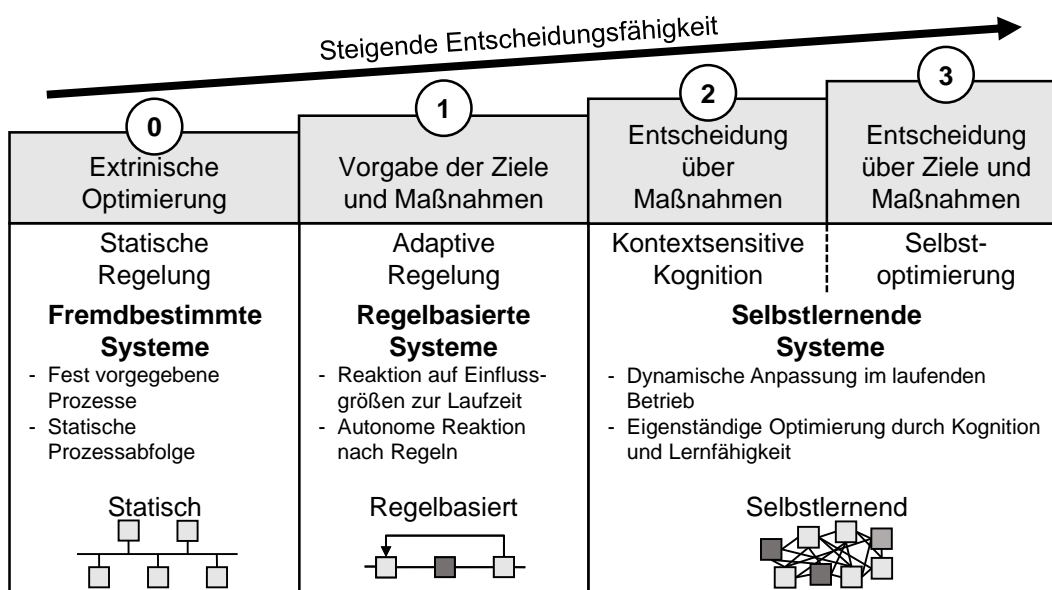 Steigende Entscheidungsfähigkeit
0
Extrinische
Optimierung
1
Vorgabe der Ziele
und Maßnahmen
2
Entscheidung
über
Maßnahmen
3
Entscheidung
über Ziele und
Maßnahmen
Statische
Regelung
Adaptive
Regelung
Kontextsensitive
Kognition
Selbst-
optimierung
Fremdbestimmte
Systeme
- Fest vorgegebene
Prozesse
- Statische
Prozessabfolge
Statisch
Regelbasierte
Systeme
- Reaktion auf Einfluss-
größen zur Laufzeit
- Autonome Reaktion
nach Regeln
Regelbasiert
Selbstlernende
Systeme
- Dynamische Anpassung im laufenden
Betrieb
- Eigenständige Optimierung durch Kognition
und Lernfähigkeit
Selbstlernend